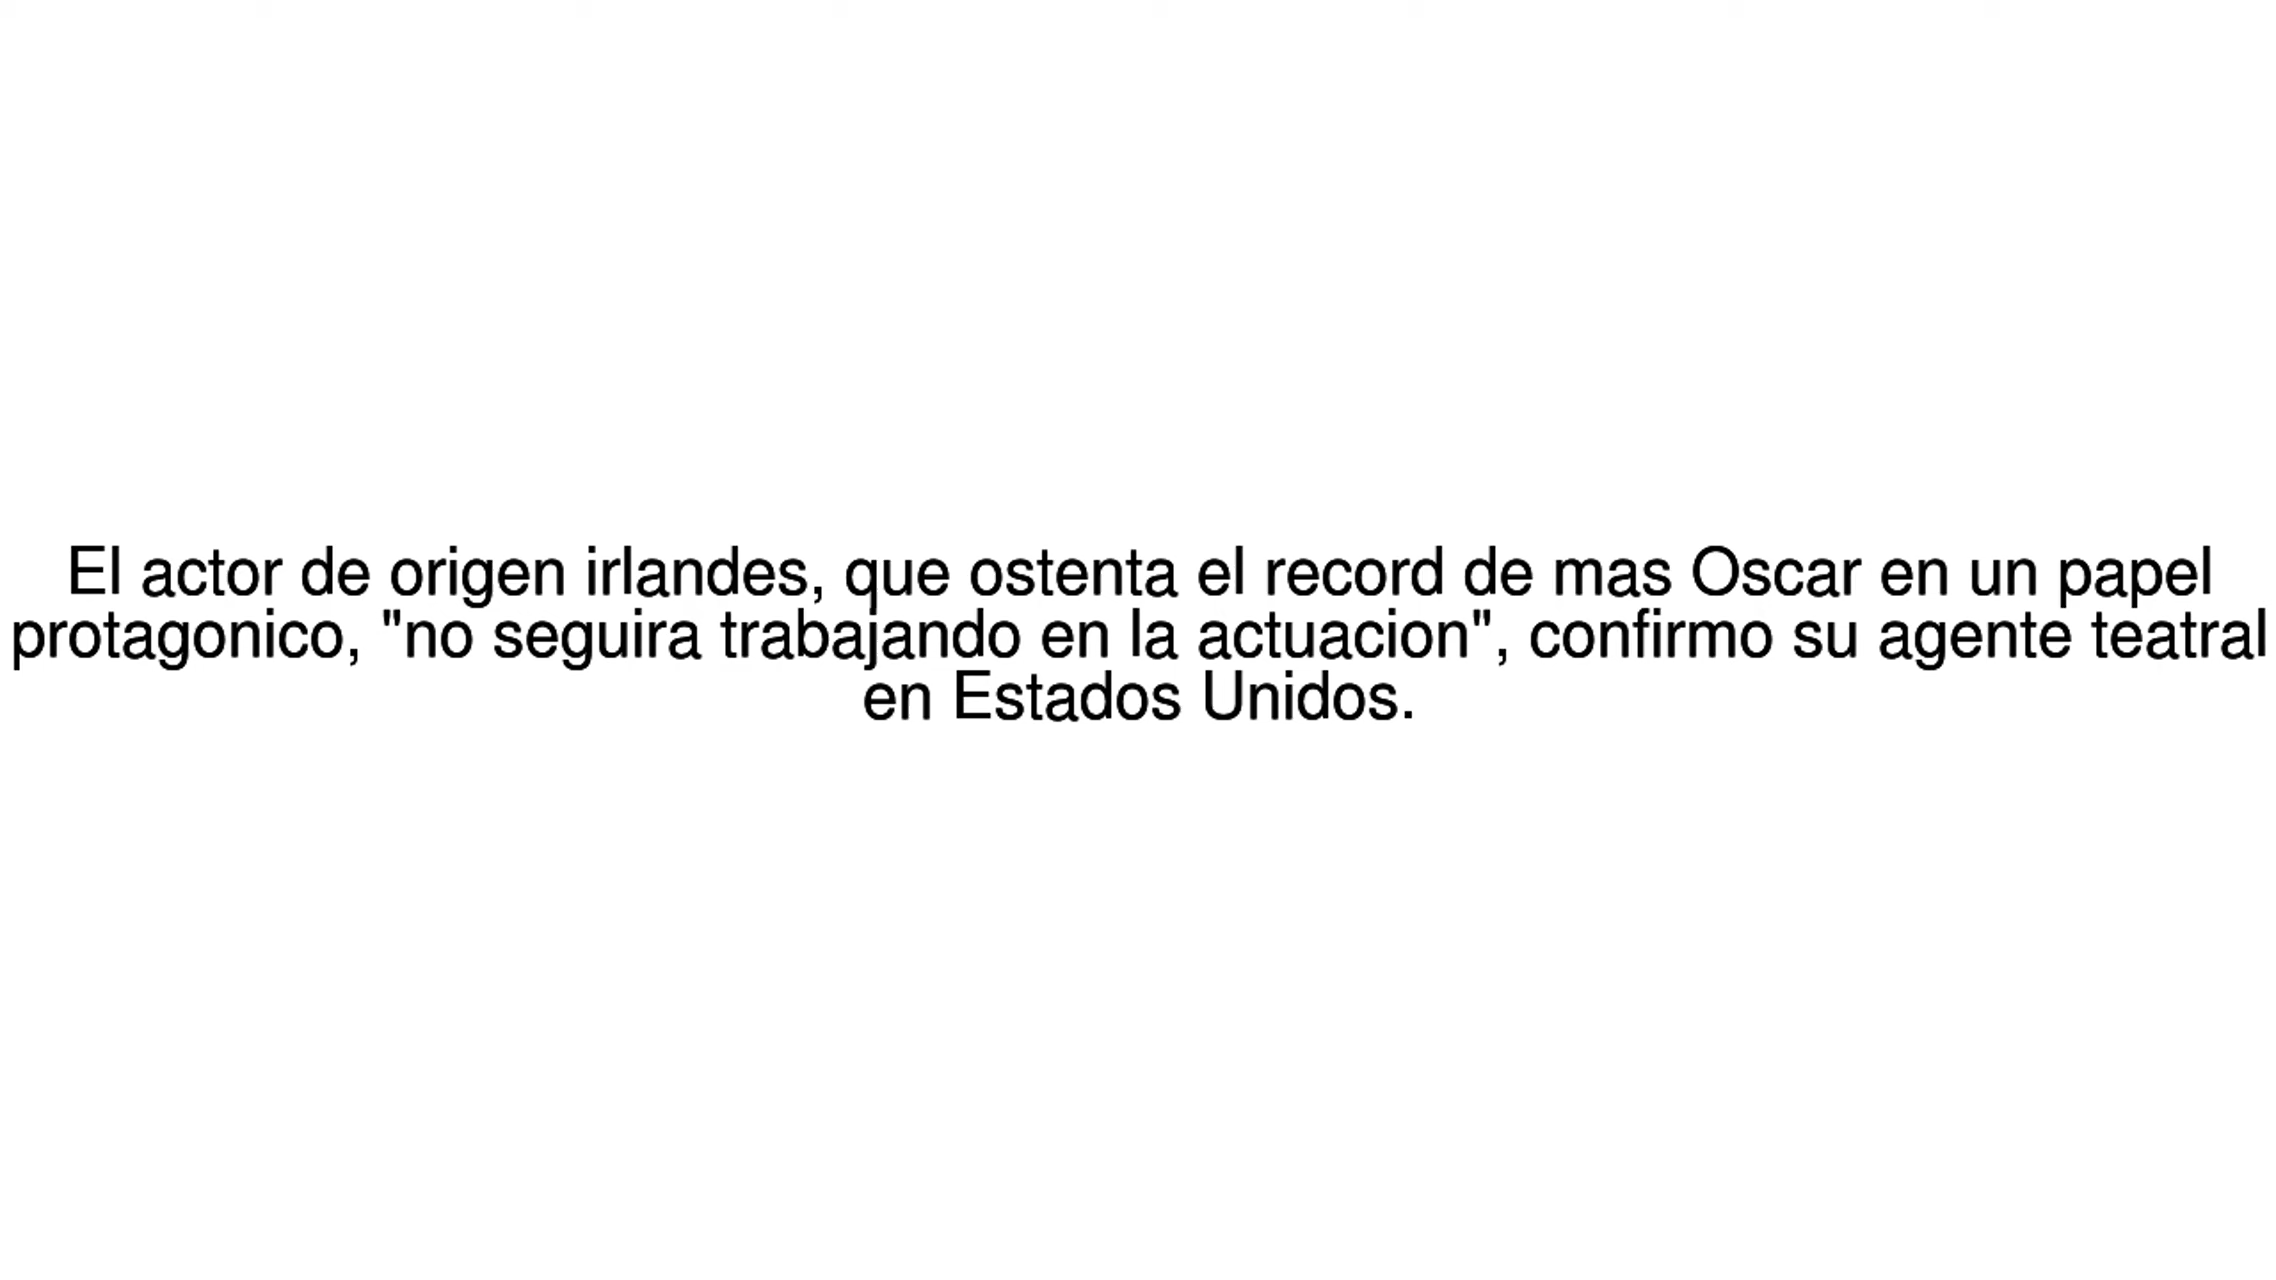 El actor de origen irlandes, que ostenta el record de mas Oscar en un papel
protagonico, "no seguira trabajando en la actuacion", confirmo su agente teatral
en Estados Unidos.